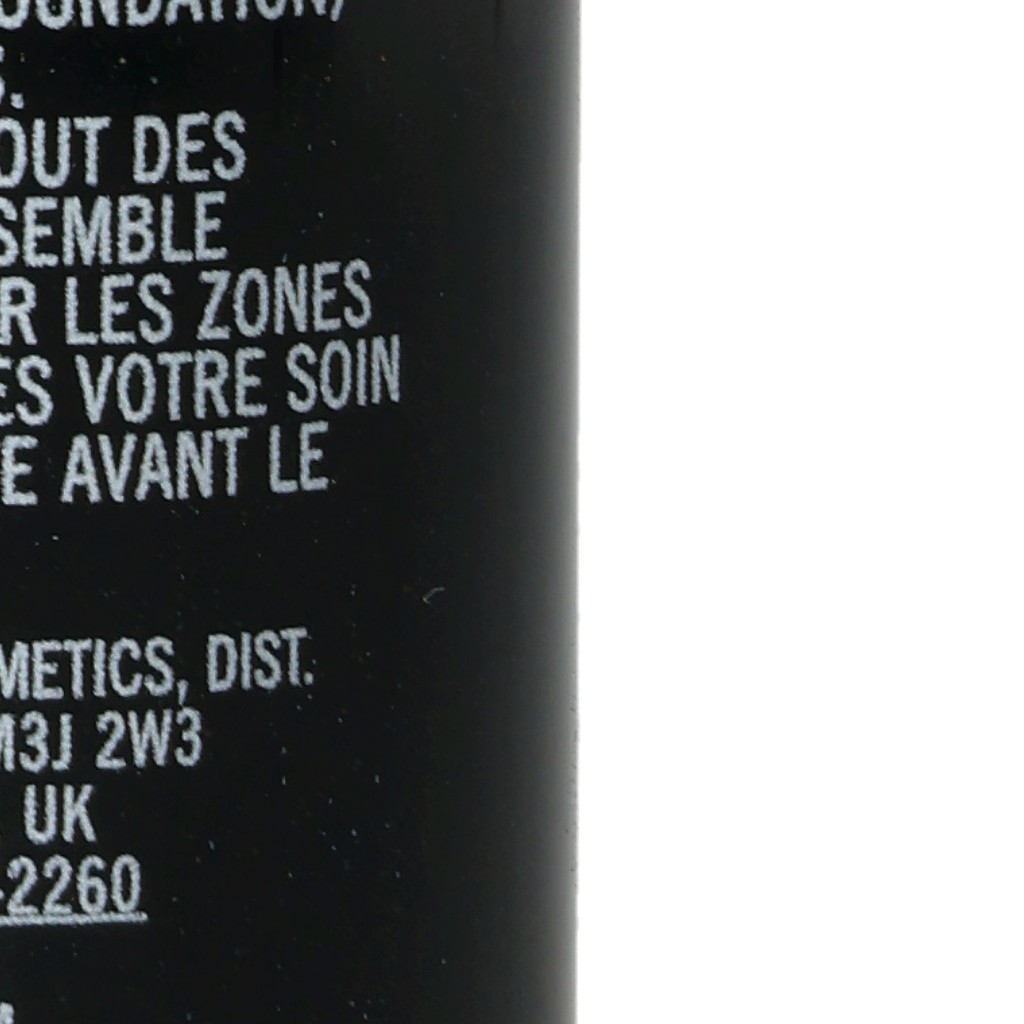 OUNDATION,
S.
OUT DES
SEMBLE
R LES ZONES
ES VOTRE SOIN
E AVANT LE
METICS, DIST.
M3J 2W3
UK
-2260